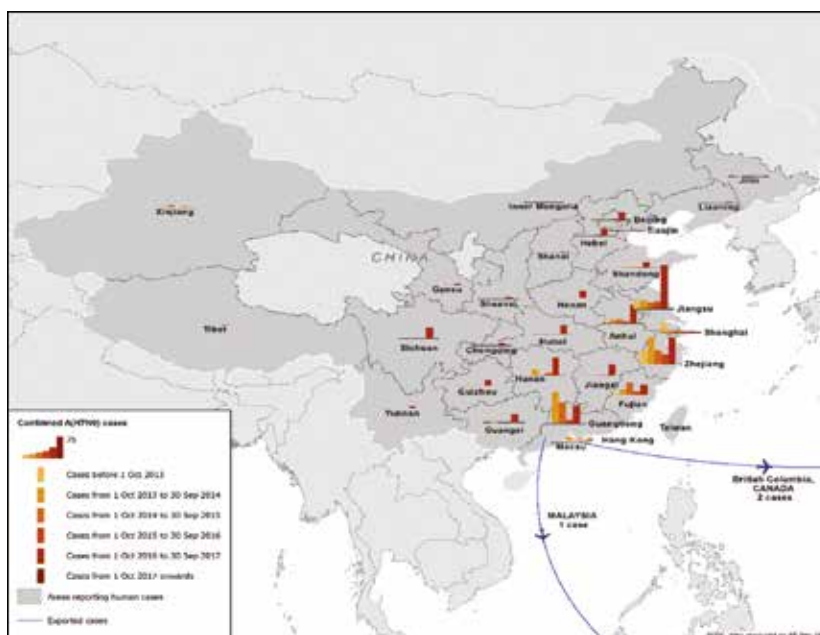 Jilin
Xinjiang
Inner Mongolia
Liaoning
Beijing
Tianjin
Hebei
CHINA
Shanxi
Shandong
Gansu
Shaanxi
Henan
Jiangsu
Tibet
Anhui
Shanghai
Sichuan
Chongqing
Hubei
Zhejiang
Hunan
Jiangxi
Guizhou
Fujian
Yunnan
Guangxi
Guangdong
Taiwan
Hong Kong
Macau
British Columbia,
CANADA
2 cases
MALAYSIA
1 case
Combined A(H7N9) cases
75
Cases before 1 Oct 2013
Cases from 1 Oct 2013 to 30 Sep 2014
Cases from 1 Oct 2014 to 30 Sep 2015
Cases from 1 Oct 2015 to 30 Sep 2016
Cases from 1 Oct 2016 to 30 Sep 2017
Cases from 1 Oct 2017 onwards
Areas reporting human cases
Exported cases